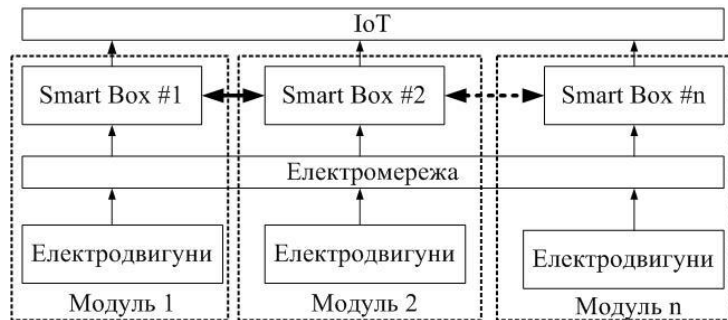 IoT
Smart Box #1
Smart Box #2
Smart Box #n
Електромережа
Електродвигуни
Електродвигуни
Електродвигуни
Модуль 1
Модуль 2
Модуль n